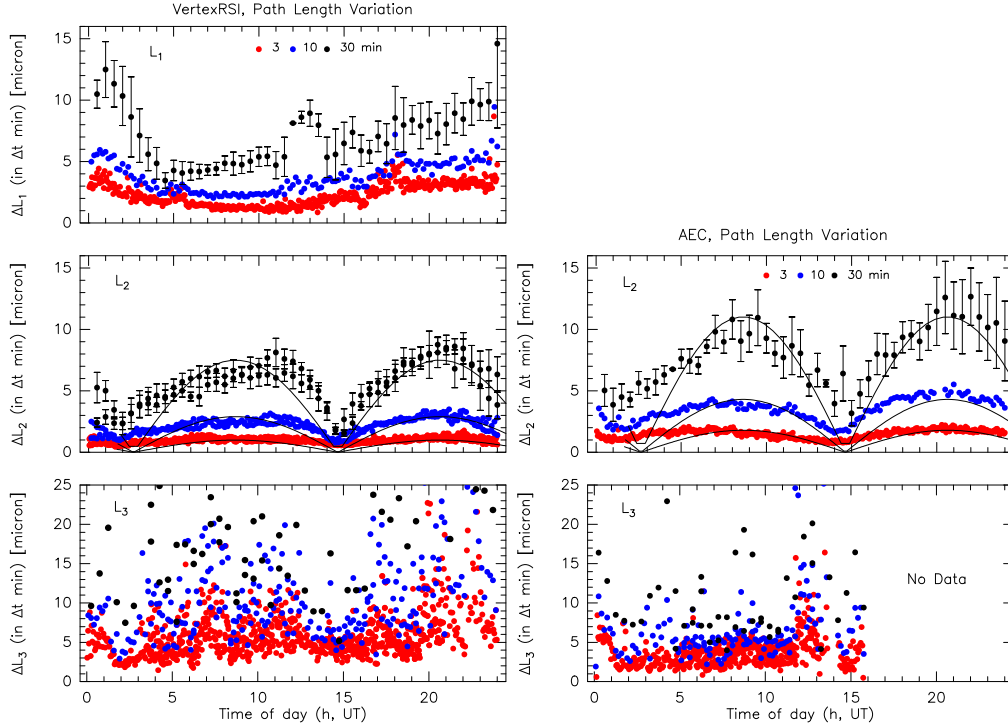 VertexRSI, Path Length Variation
ΔL1 (in Δt min) [micron]
15
10
5
0
L1
3 10 30 min
ΔL2 (in Δt min) [micron]
15
10
5
0
L2
AEC, Path Length Variation
ΔL2 (in Δt min) [micron]
15
10
5
0
L2
3 10 30 min
ΔL3 (in Δt min) [micron]
25
20
15
10
5
0
L3
0 5 10 15 20
Time of day (h, UT)
ΔL3 (in Δt min) [micron]
25
20
15
10
5
0
L3
No Data
0 5 10 15 20
Time of day (h, UT)